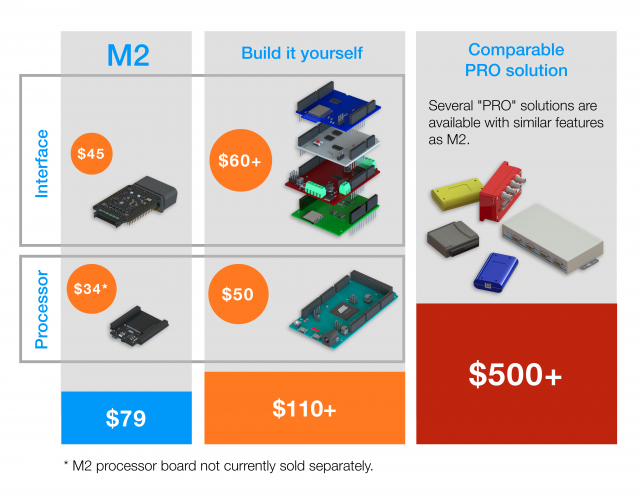 M2
Build it yourself
Comparable
PRO solution
Several "PRO" solutions are
available with similar features
as M2.
Interface
$45
$60+
Processor
$34*
$50
$79
$110+
$500+
* M2 processor board not currently sold separately.